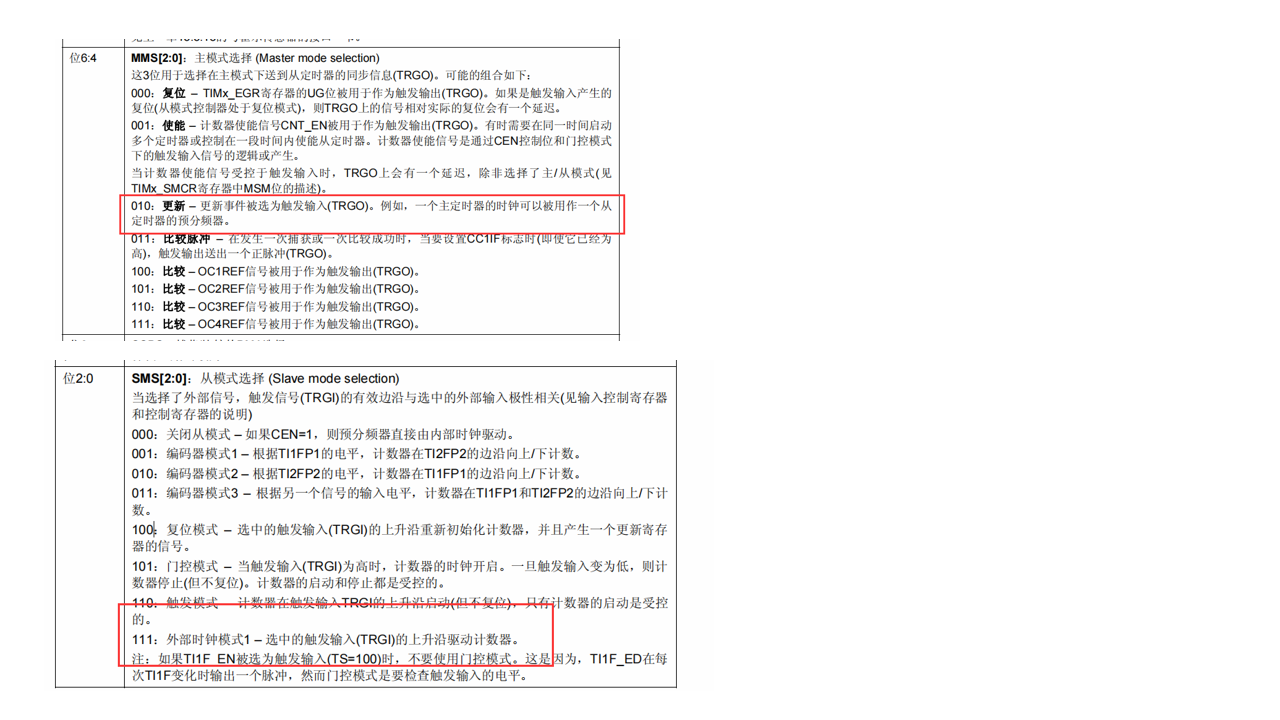 位6:4
MMS[2:0]：主模式选择 (Master mode selection)
这3位用于选择在主模式下送到从定时器的同步信息(TRGO)。可能的组合如下：
000：复位 – TIMx_EGR寄存器的UG位被用于作为触发输出(TRGO)。如果是触发输入产生的
复位(从模式控制器处于复位模式)，则TRGO上的信号相对实际的复位会有一个延迟。
001：使能 – 计数器使能信号CNT_EN被用于作为触发输出(TRGO)。有时需要在同一时间启动
多个定时器或控制在一段时间内使能从定时器。计数器使能信号是通过CEN控制位和门控模式
下的触发输入信号的逻辑或产生。
当计数器使能信号受控于触发输入时，TRGO上会有一个延迟，除非选择了主/从模式(见
TIMx_SMCR寄存器中MSM位的描述)。
010：更新 – 更新事件被选为触发输入(TRGO)。例如，一个主定时器的时钟可以被用作一个从
定时器的预分频器。
011：比较脉冲 – 在发生一次捕获或一次比较成功时，当要设置CC1IF标志时(即使它已经为
高)，触发输出送出一个正脉冲(TRGO)。
100：比较 – OC1REF信号被用于作为触发输出(TRGO)。
101：比较 – OC2REF信号被用于作为触发输出(TRGO)。
110：比较 – OC3REF信号被用于作为触发输出(TRGO)。
111：比较 – OC4REF信号被用于作为触发输出(TRGO)。
位2:0
SMS[2:0]：从模式选择 (Slave mode selection)
当选择了外部信号，触发信号(TRGI)的有效边沿与选中的外部输入极性相关(见输入控制寄存器
和控制寄存器的说明)
000：关闭从模式 – 如果CEN=1，则预分频器直接由内部时钟驱动。
001：编码器模式1 – 根据TI1FP1的电平，计数器在TI2FP2的边沿向上/下计数。
010：编码器模式2 – 根据TI2FP2的电平，计数器在TI1FP1的边沿向上/下计数。
011：编码器模式3 – 根据另一个信号的输入电平，计数器在TI1FP1和TI2FP2的边沿向上/下计
数。
100：复位模式 – 选中的触发输入(TRGI)的上升沿重新初始化计数器，并且产生一个更新寄存
器的信号。
101：门控模式 – 当触发输入(TRGI)为高时，计数器的时钟开启。一旦触发输入变为低，则计
数器停止(但不复位)。计数器的启动和停止都是受控的。
110：触发模式 – 计数器在触发输入TRGI的上升沿启动(但不复位)，只有计数器的启动是受控
的。
111：外部时钟模式1 – 选中的触发输入(TRGI)的上升沿驱动计数器。
注：如果TI1F_EN被选为触发输入(TS=100)时，不要使用门控模式。这是因为，TI1F_ED在每
次TI1F变化时输出一个脉冲，然而门控模式是要检查触发输入的电平。